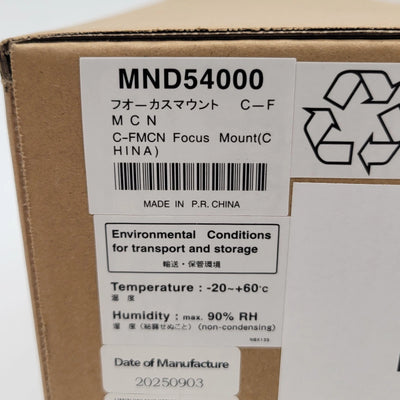 MND54000
フオーカスマウント C-F
MCN
C-FMCN Focus Mount(C
HINA)
MADE IN P.R. CHINA
Environmental Conditions
for transport and storage
輸送・保管環境
Temperature : -20~+60℃
温 度
Humidity : max. 90% RH
湿 度 (結露せぬこと) (non-condensing)
Date of Manufacture
20250903